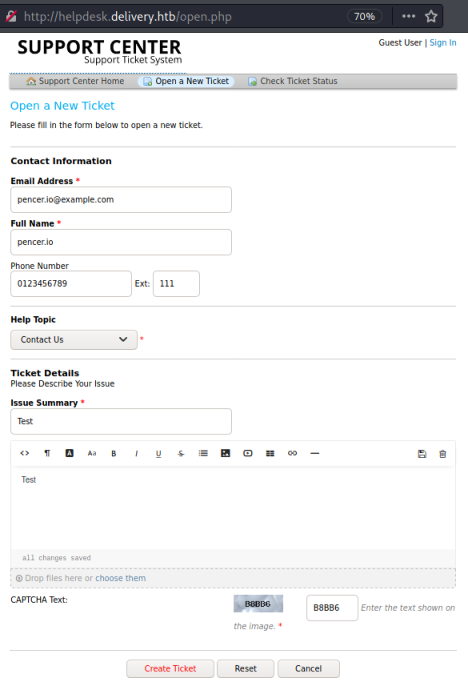 http://helpdesk.delivery.htb/open.php 70%
SUPPORT CENTER
Support Ticket System
Guest User | Sign In
Support Center Home Open a New Ticket Check Ticket Status
Open a New Ticket
Please fill in the form below to open a new ticket.
Contact Information
Email Address *
pencer.io@example.com
Full Name *
pencer.io
Phone Number
0123456789 Ext: 111
Help Topic
Contact Us *
Ticket Details
Please Describe Your Issue
Issue Summary *
Test
<> ¶ A Aa B I U S
Test
all changes saved
Drop files here or choose them
CAPTCHA Text: B8BB6 B8BB6 Enter the text shown on
the image. *
Create Ticket Reset Cancel